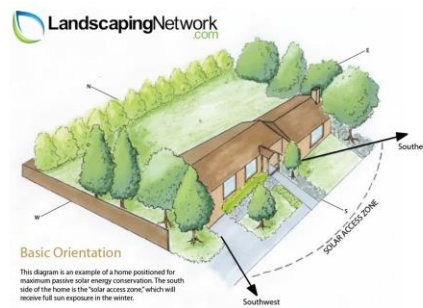 LandscapingNetwork
.com
N
E
Southe
W
S
SOLAR ACCESS ZONE
Basic Orientation
This diagram is an example of a home positioned for
maximum passive solar energy conservation. The south
side of the home is the "solar access zone," which will
receive full sun exposure in the winter.
Southwest